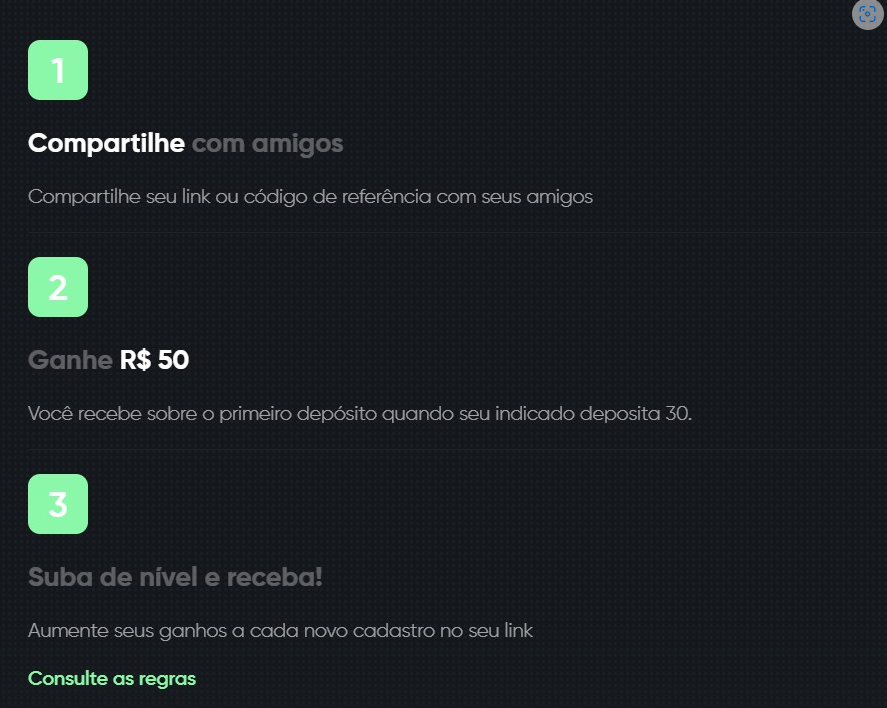 1
Compartilhe com amigos
Compartilhe seu link ou código de referência com seus amigos
2
Ganhe R$ 50
Você recebe sobre o primeiro depósito quando seu indicado deposita 30.
3
Suba de nível e receba!
Aumente seus ganhos a cada novo cadastro no seu link
Consulte as regras